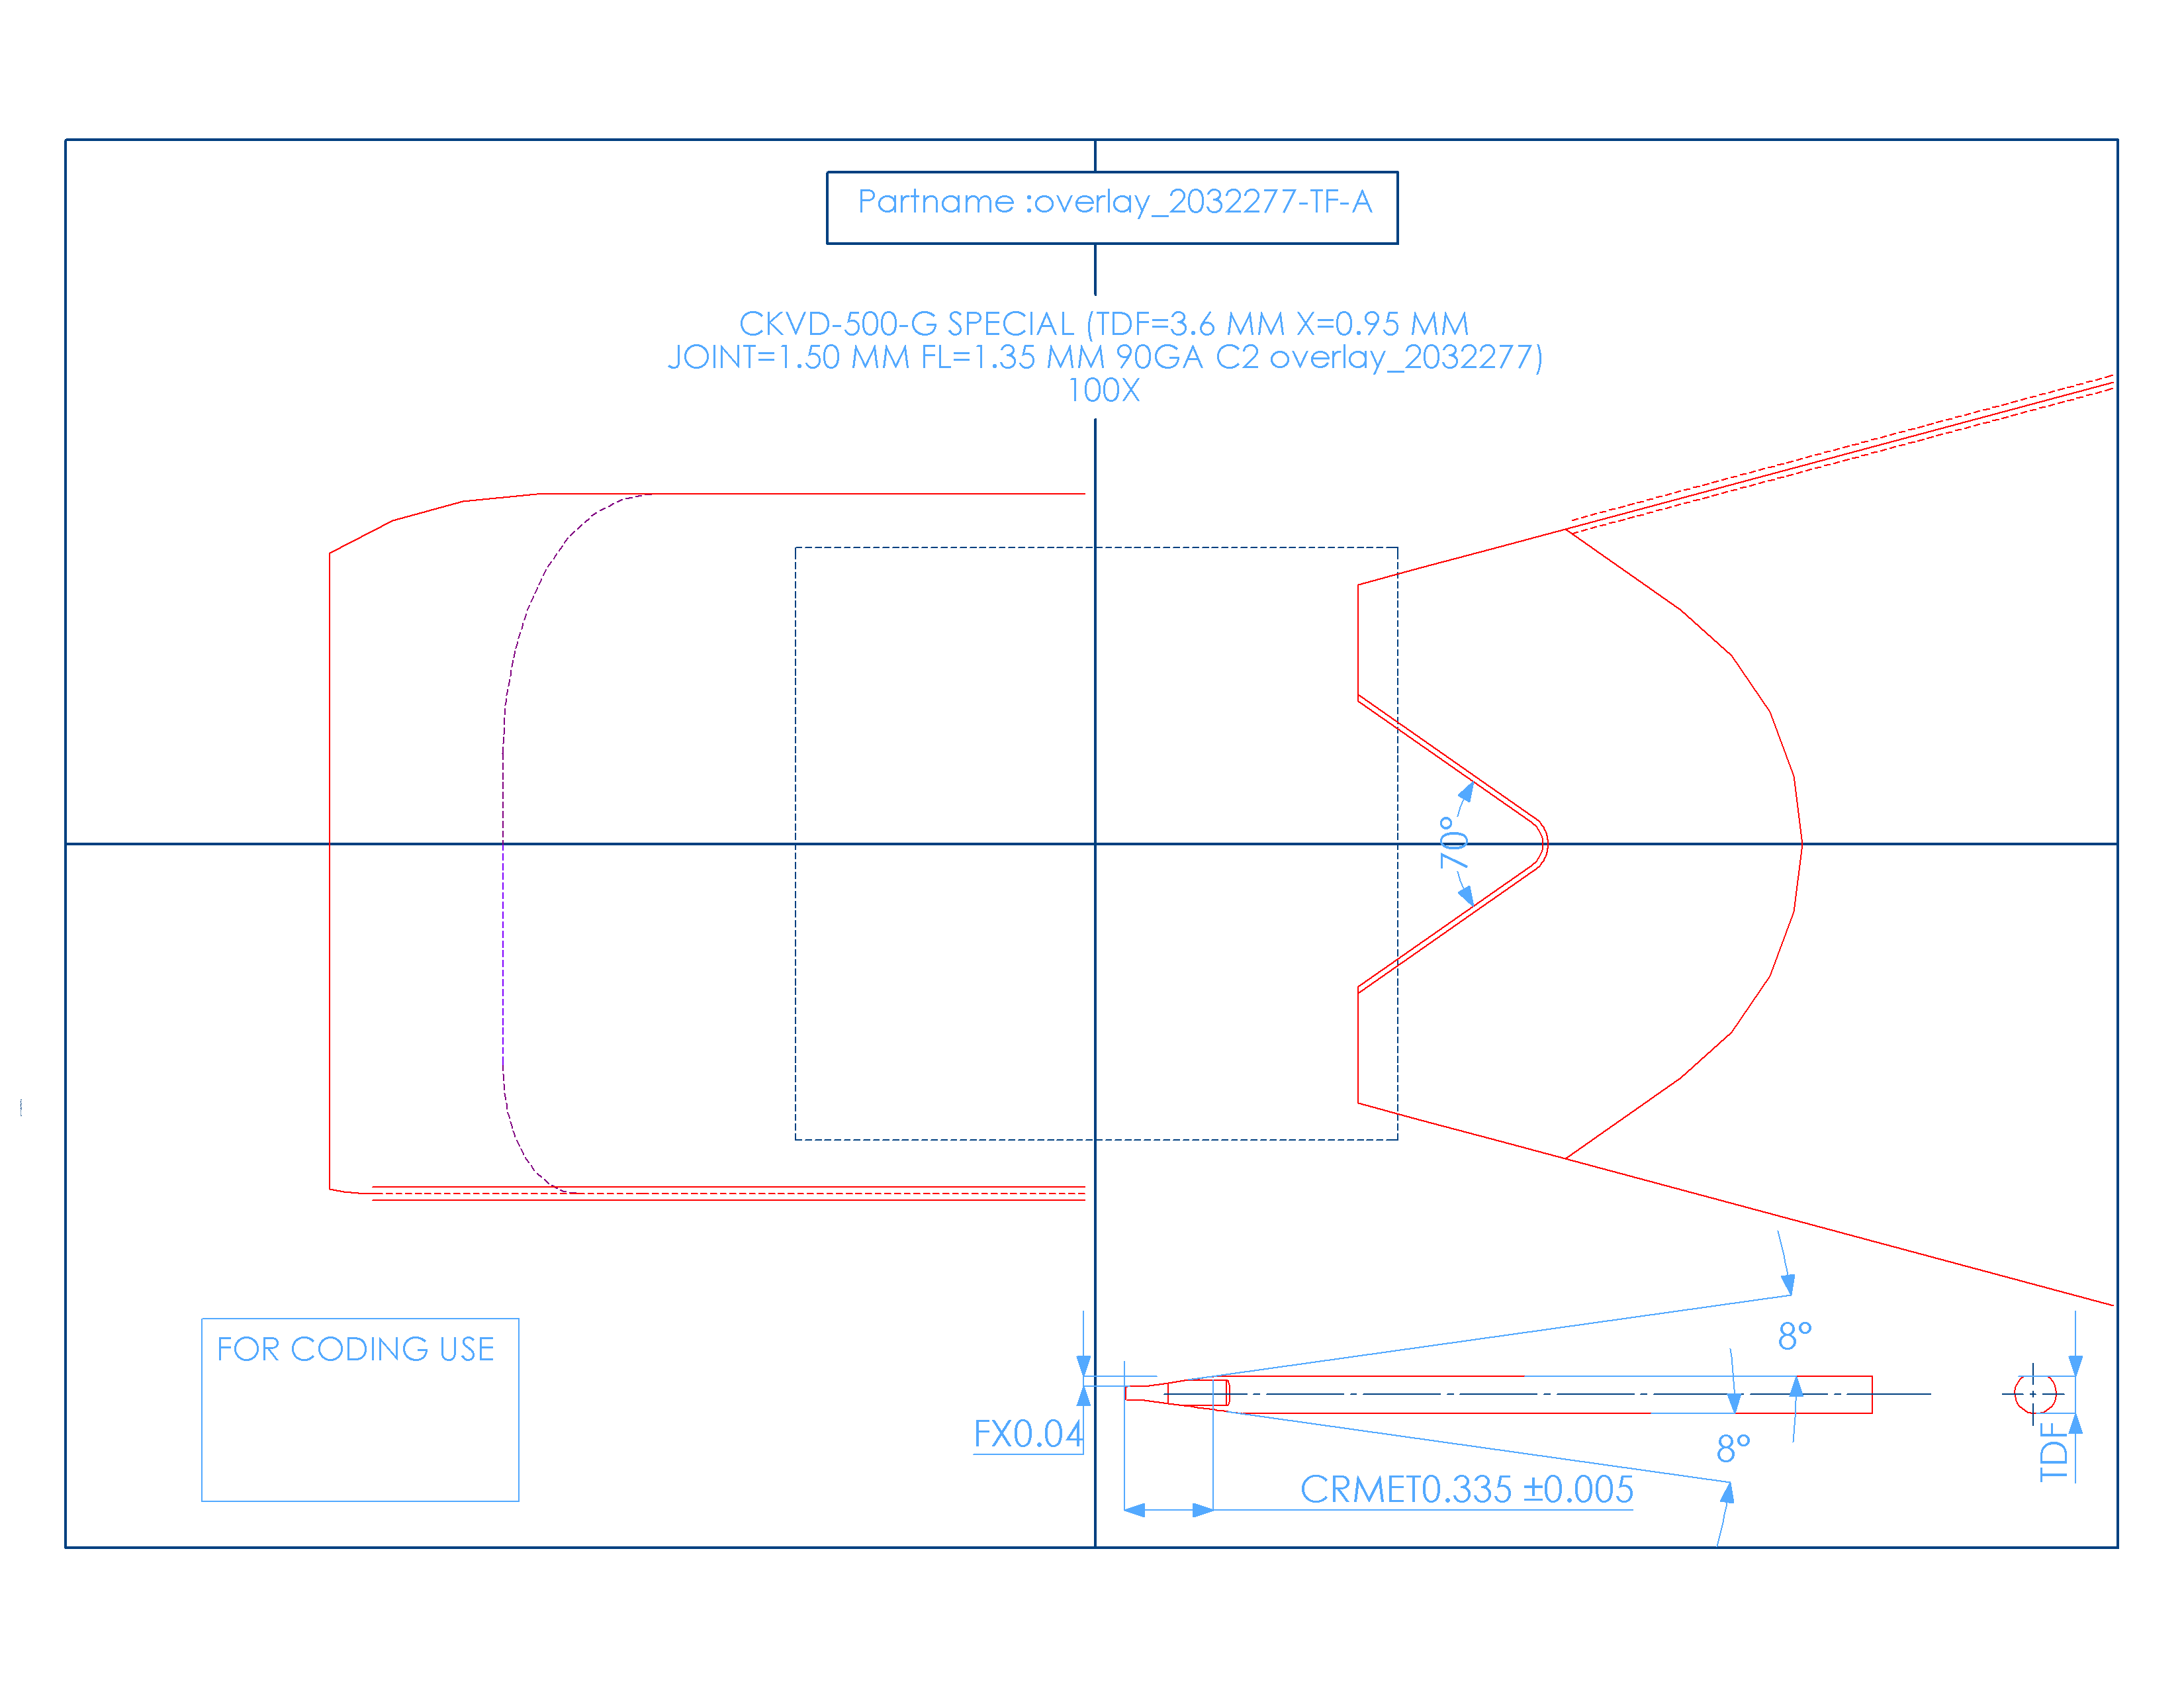 Partname :overlay_2032277-TF-A
CKVD-500-G SPECIAL (TDF=3.6 MM X=0.95 MM
JOINT=1.50 MM FL=1.35 MM 90GA C2 overlay_2032277)
100X
70°
FOR CODING USE
8°
FX0.04
8°
TDF
CRMET0.335 ±0.005